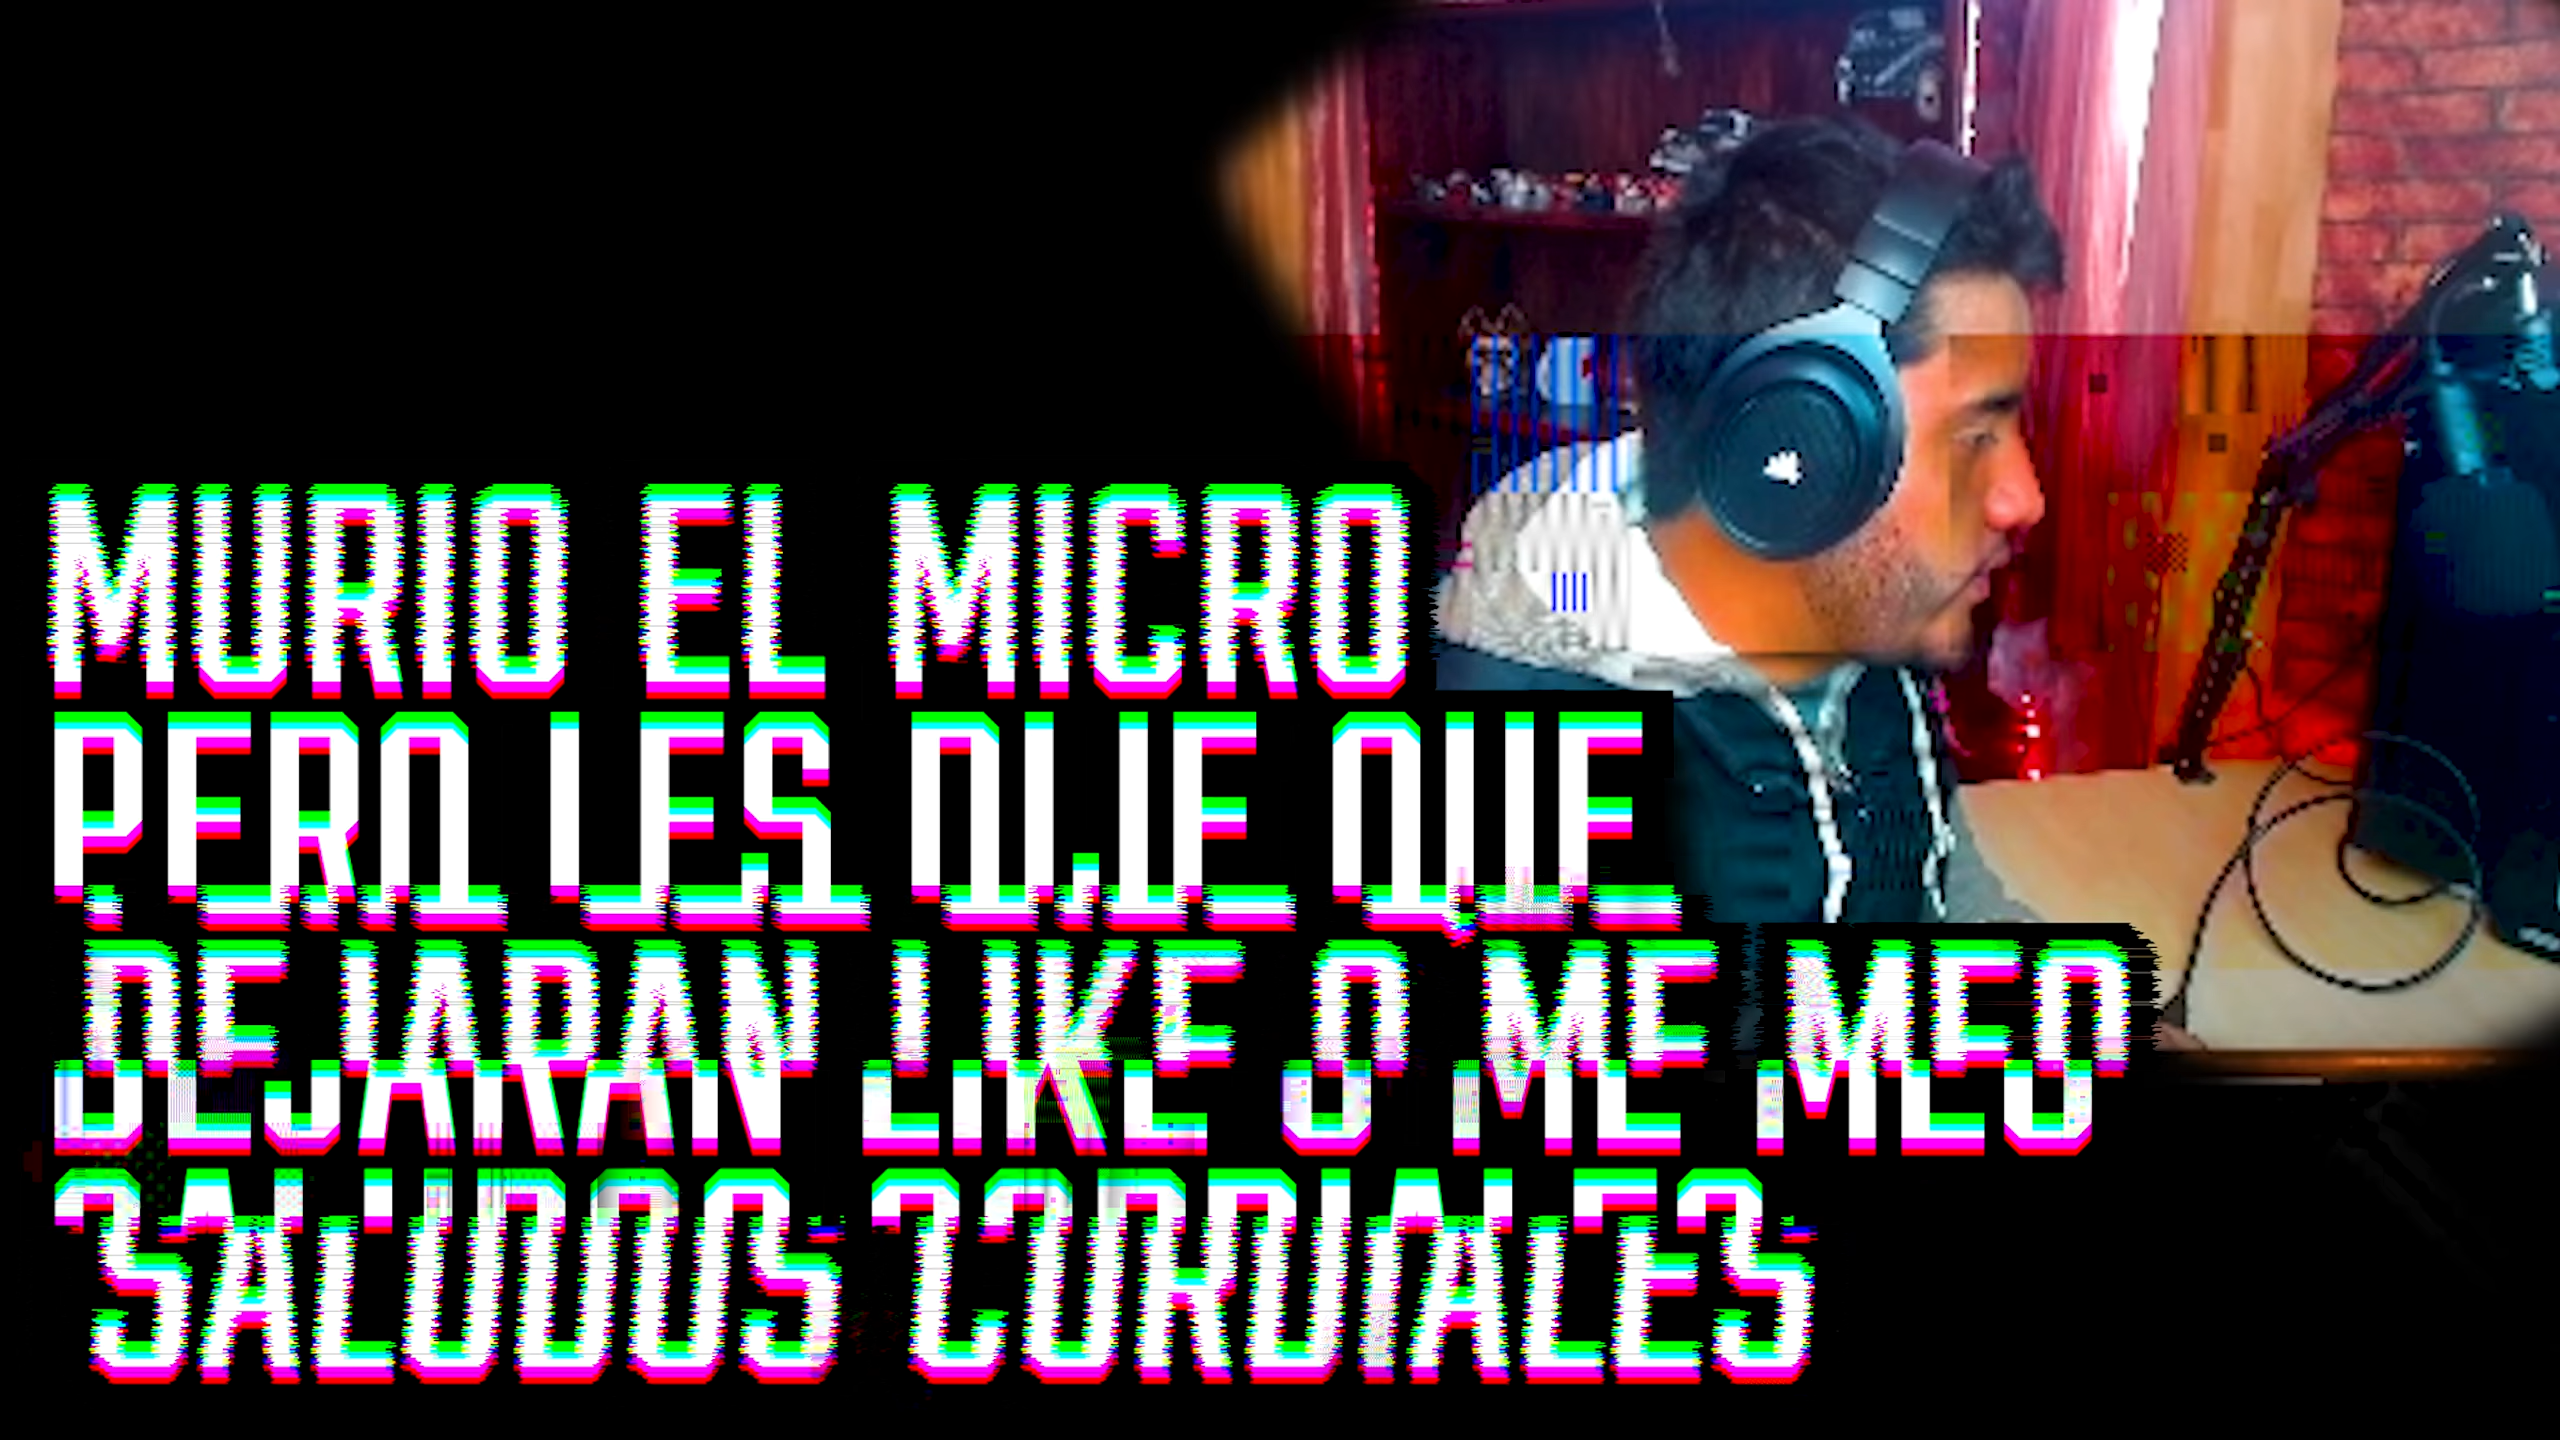 MURIO EL MICRO
PERO LES DIJE QUE
DEJARAN LIKE O ME MEO
SALUDOS CORDIALES